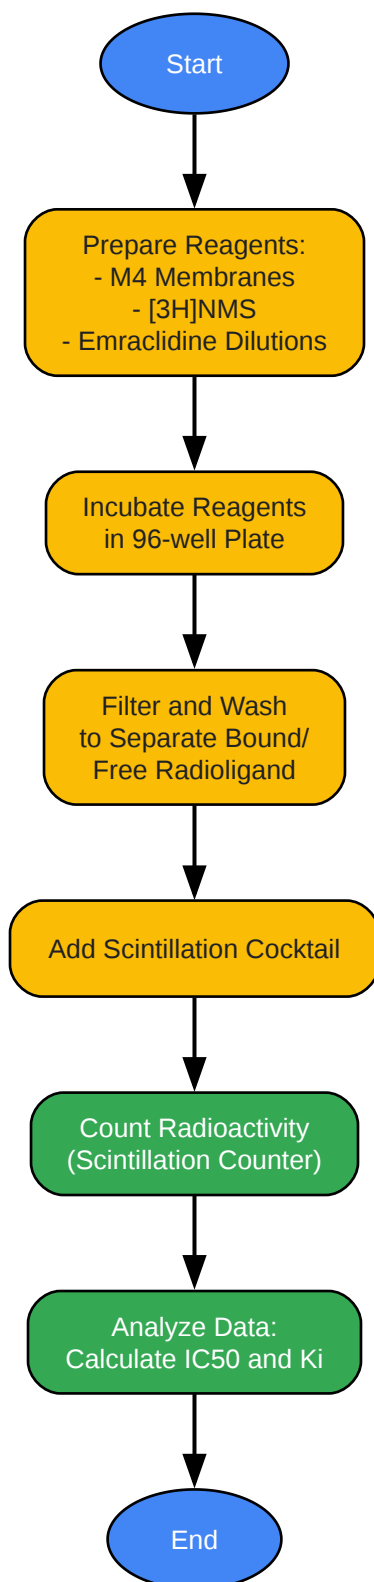 Start
Prepare Reagents:
- M4 Membranes
- [3H]NMS
- Emraclidine Dilutions
Incubate Reagents
in 96-well Plate
Filter and Wash
to Separate Bound/
Free Radioligand
Add Scintillation Cocktail
Count Radioactivity
(Scintillation Counter)
Analyze Data:
Calculate IC50 and Ki
End